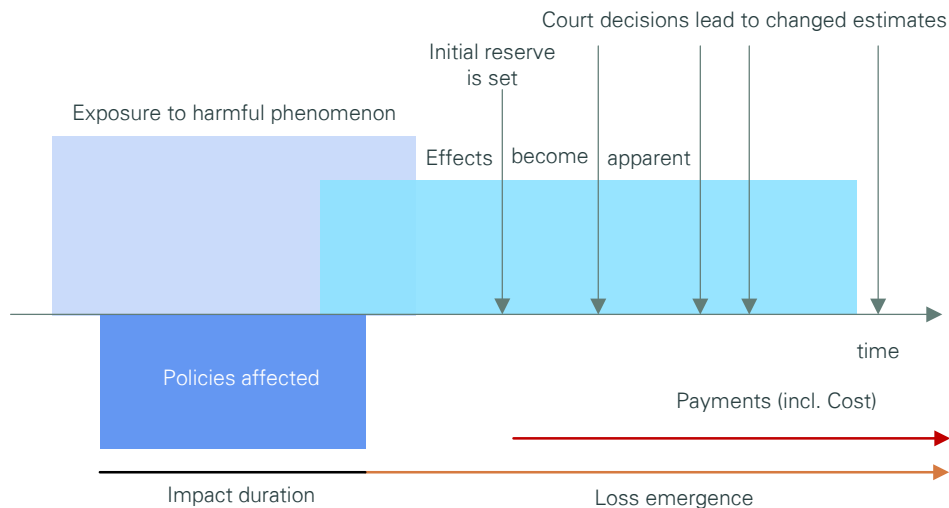 Court decisions lead to changed estimates
Initial reserve
is set
Exposure to harmful phenomenon
Effects become apparent
time
Policies affected
Payments (incl. Cost)
Impact duration
Loss emergence